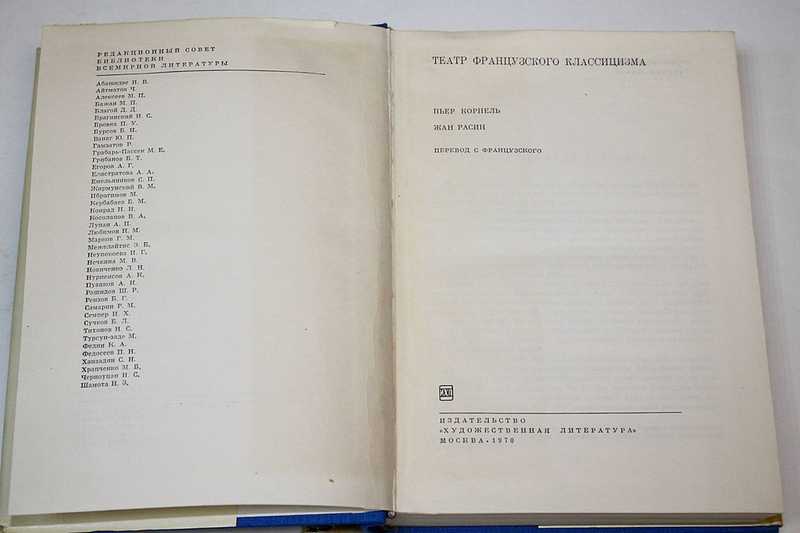 РЕДАКЦИОННЫЙ СОВЕТ
БИБЛИОТЕКИ
ВСЕМИРНОЙ ЛИТЕРАТУРЫ
Абашидзе И. В.
Айтматов Ч.
Алексеев М. П.
Бажан М. П.
Благой Д. Д.
Брагинский И. С.
Бровка П. У.
Бурсов Б. И.
Ванаг Ю. П.
Гамзатов Р.
Грабарь-Пассек М. Е.
Грибанов Б. Т.
Егоров А. Г.
Елистратова А. А.
Емельяников С. П.
Жирмунский В. М.
Ибрагимов М.
Кербабаев Б. М.
Конрад Н. И.
Косолапов В. А.
Лупан А. П.
Любимов Н. М.
Марков Г. М.
Межелайтис Э. Б.
Неупокоева И. Г.
Нечкина М. В.
Новиченко Л. Н.
Нурпеисов А. К.
Пузиков А. И.
Рашидов Ш. Р.
Реизов Б. Г.
Самарин Р. М.
Семпер И. Х.
Сучков Б. Л.
Тихонов Н. С.
Турсун-заде М.
Федин К. А.
Федосеев П. Н.
Ханзадян С. Н.
Храпченко М. Б.
Черноуцан И. С.
Шамота Н. З.
ТЕАТР ФРАНЦУЗСКОГО КЛАССИЦИЗМА
ПЬЕР КОРНЕЛЬ
ЖАН РАСИН
ПЕРЕВОД С ФРАНЦУЗСКОГО
ИЗДАТЕЛЬСТВО
«ХУДОЖЕСТВЕННАЯ ЛИТЕРАТУРА»
МОСКВА·1970